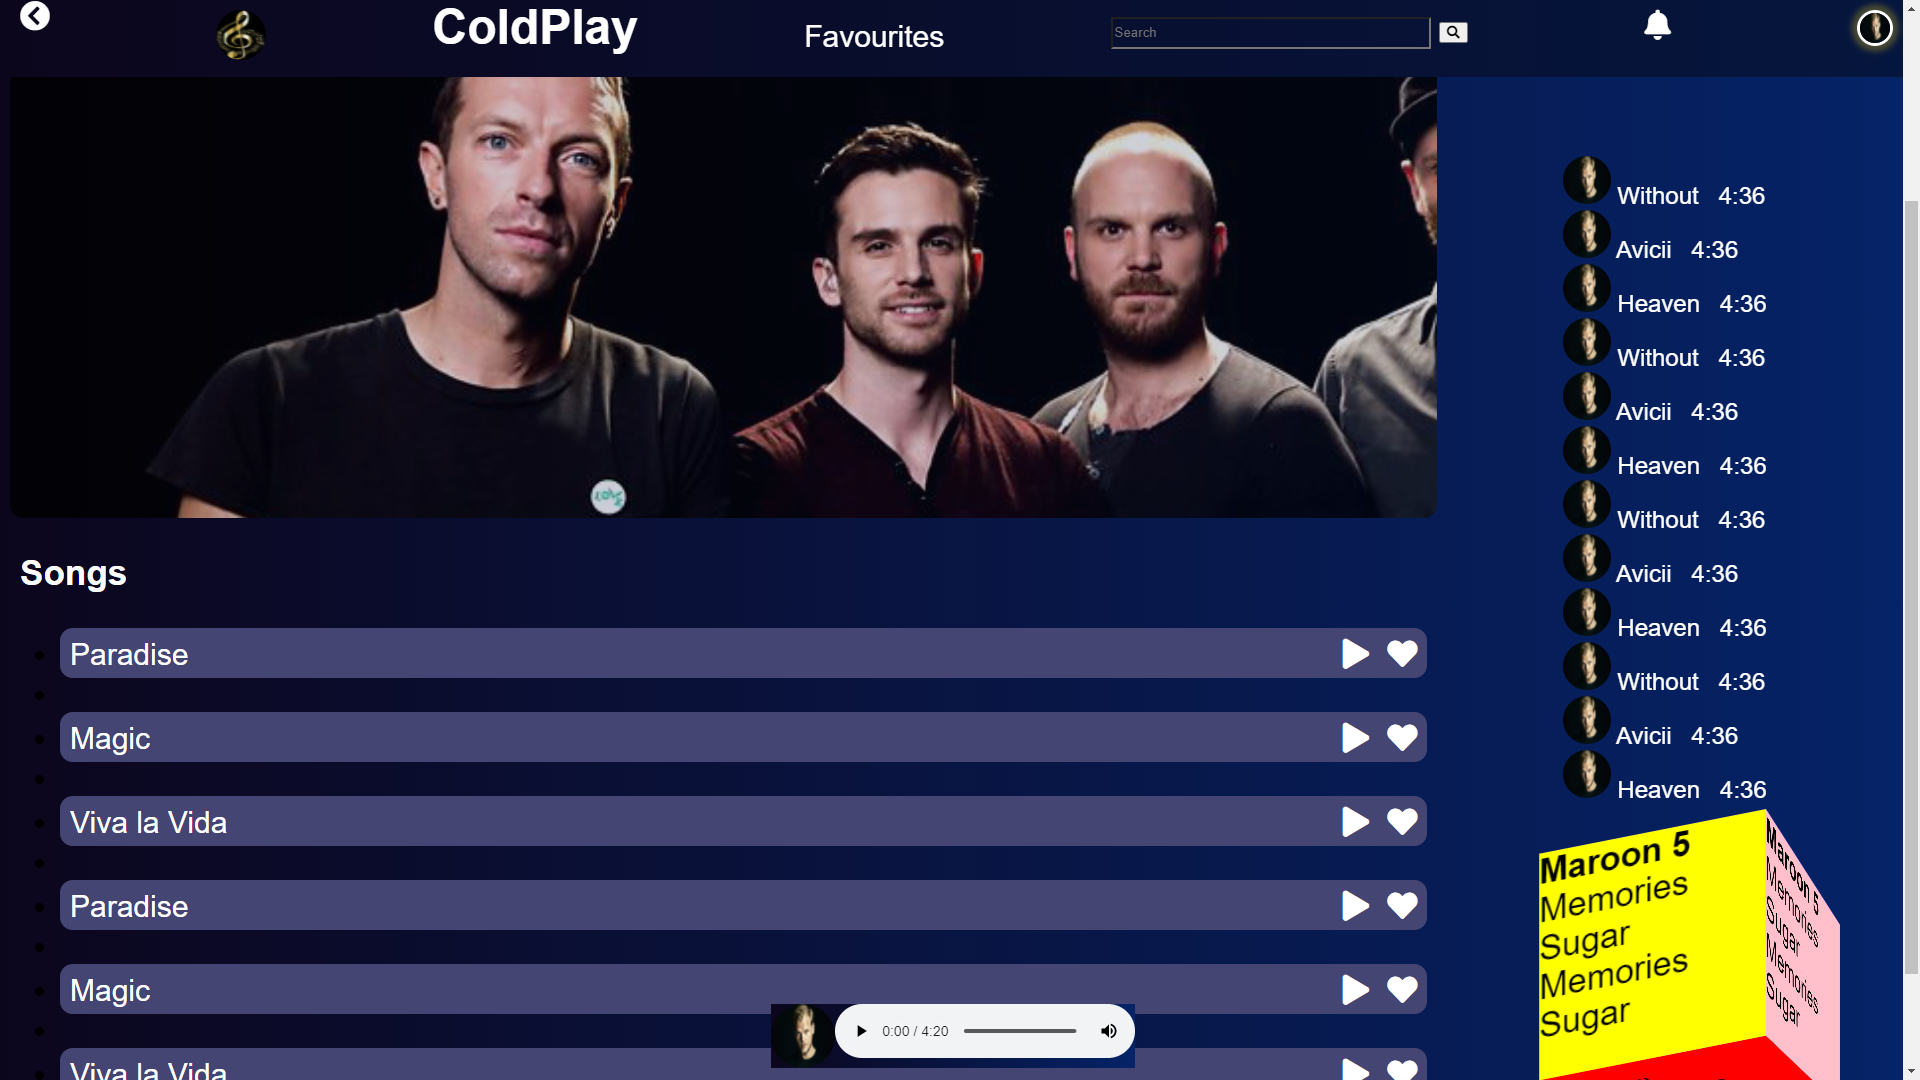 ColdPlay
Favourites
Search
Without 4:36
Avicii 4:36
Heaven 4:36
Without 4:36
Avicii 4:36
Heaven 4:36
Without 4:36
Avicii 4:36
Heaven 4:36
Without 4:36
Avicii 4:36
Heaven 4:36
Songs
Paradise
Magic
Viva la Vida
Paradise
Magic
Viva la Vida
0:00 / 4:20
Maroon 5
Memories
Sugar
Memories
Sugar
Maroon 5
Memories
Sugar
Memories
Sugar